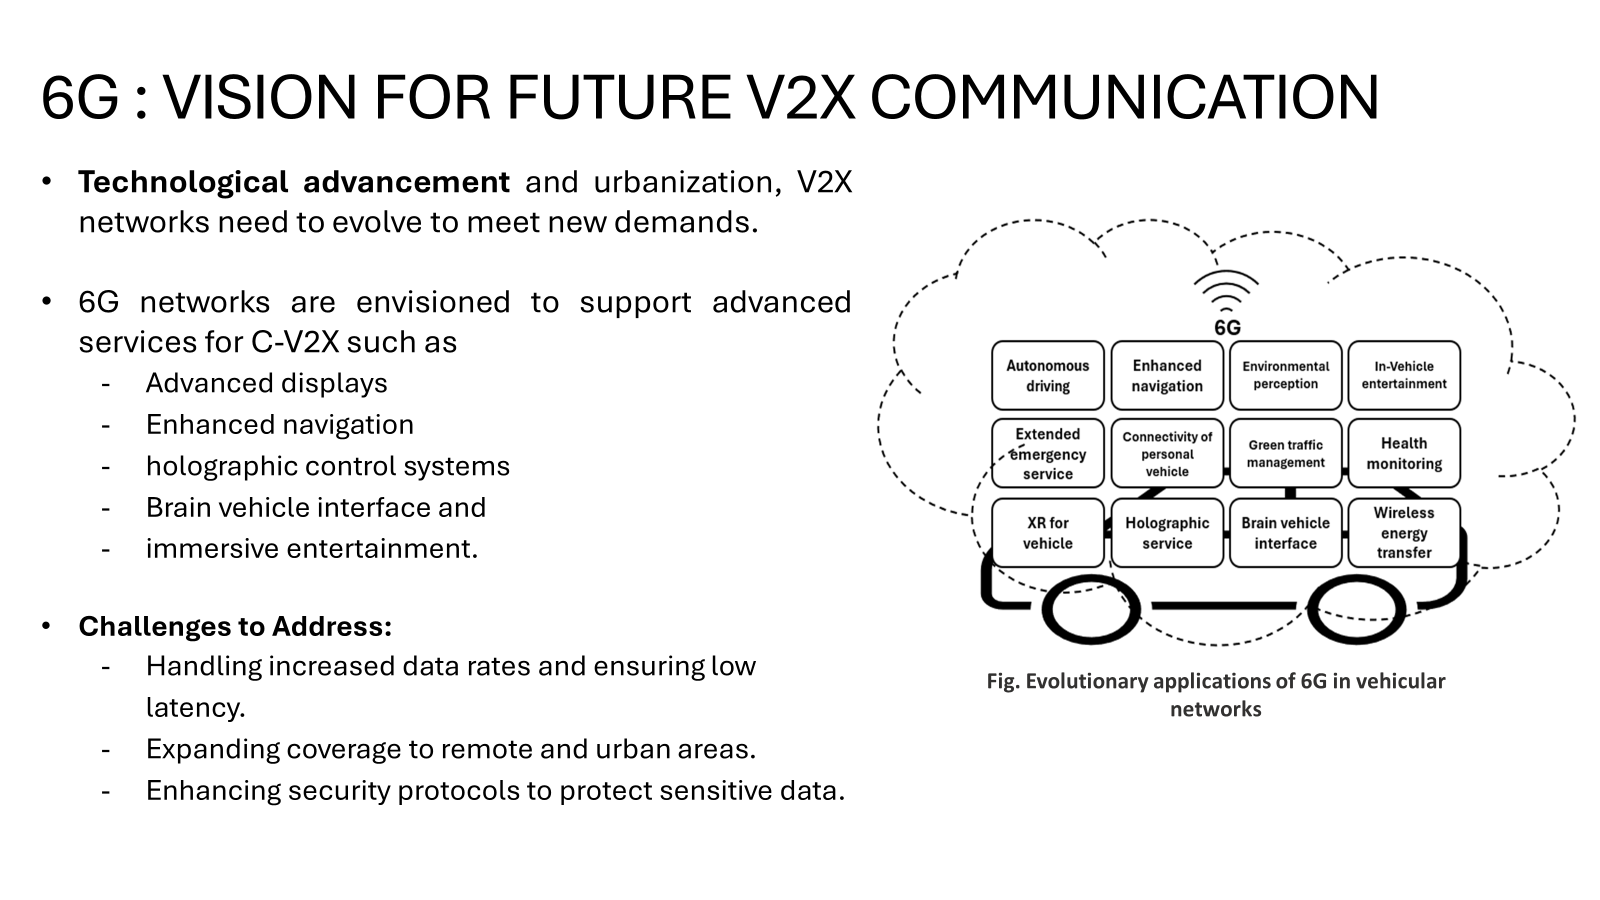 6G : VISION FOR FUTURE V2X COMMUNICATION
• Technological advancement and urbanization, V2X
networks need to evolve to meet new demands.
• 6G networks are envisioned to support advanced
services for C-V2X such as
- Advanced displays
- Enhanced navigation
- holographic control systems
- Brain vehicle interface and
- immersive entertainment.
• Challenges to Address:
- Handling increased data rates and ensuring low
latency.
- Expanding coverage to remote and urban areas.
- Enhancing security protocols to protect sensitive data.
6G
Autonomous
driving
Enhanced
navigation
Environmental
perception
In-Vehicle
entertainment
Extended
emergency
service
Connectivity of
personal
vehicle
Green traffic
management
Health
monitoring
XR for
vehicle
Holographic
service
Brain vehicle
interface
Wireless
energy
transfer
Fig. Evolutionary applications of 6G in vehicular
networks